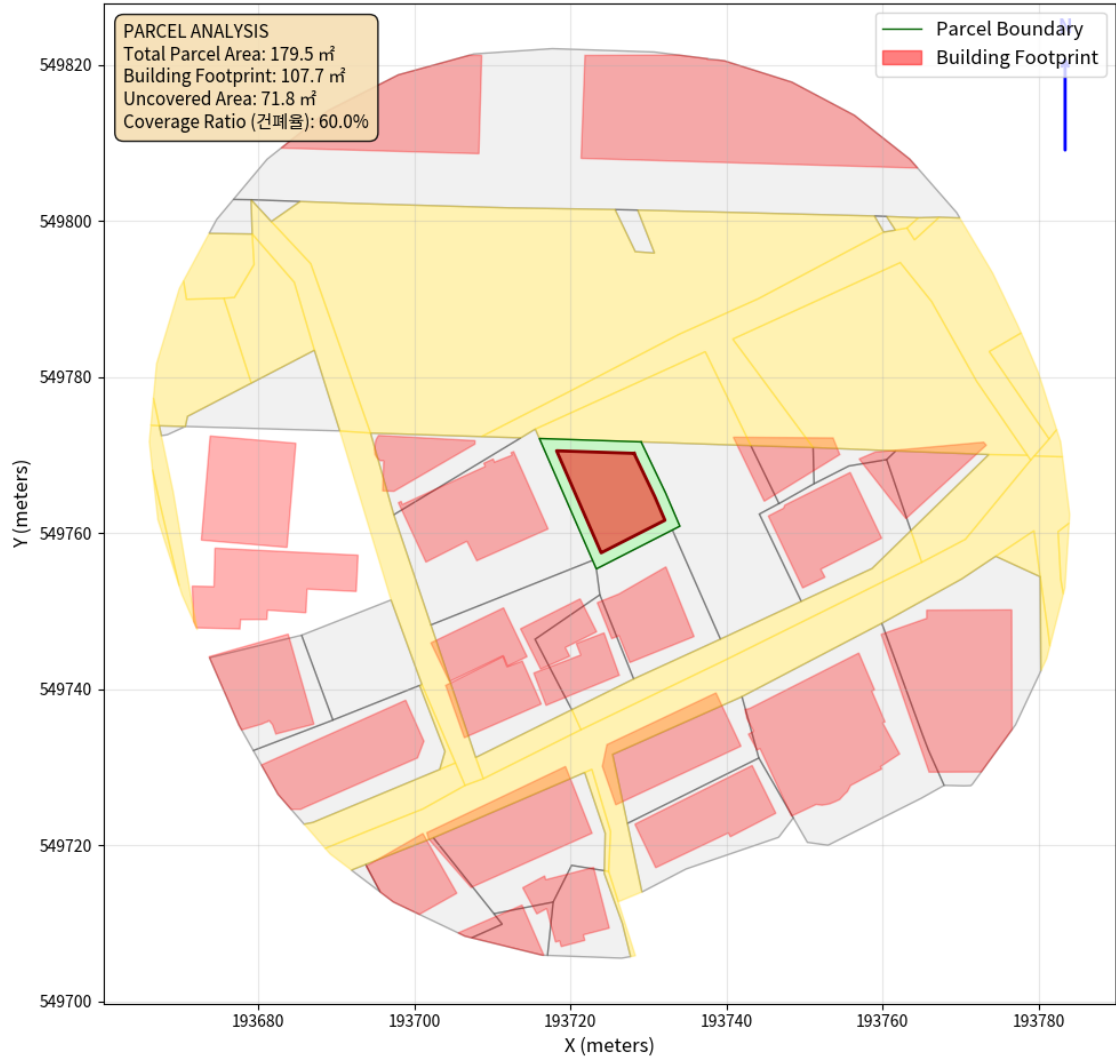 PARCEL ANALYSIS
Total Parcel Area: 179.5 ㎡
Building Footprint: 107.7 ㎡
Uncovered Area: 71.8 ㎡
Coverage Ratio (건폐율): 60.0%
Parcel Boundary
Building Footprint
N
549820
549800
549780
549760
549740
549720
549700
Y (meters)
193680
193700
193720
193740
193760
193780
X (meters)